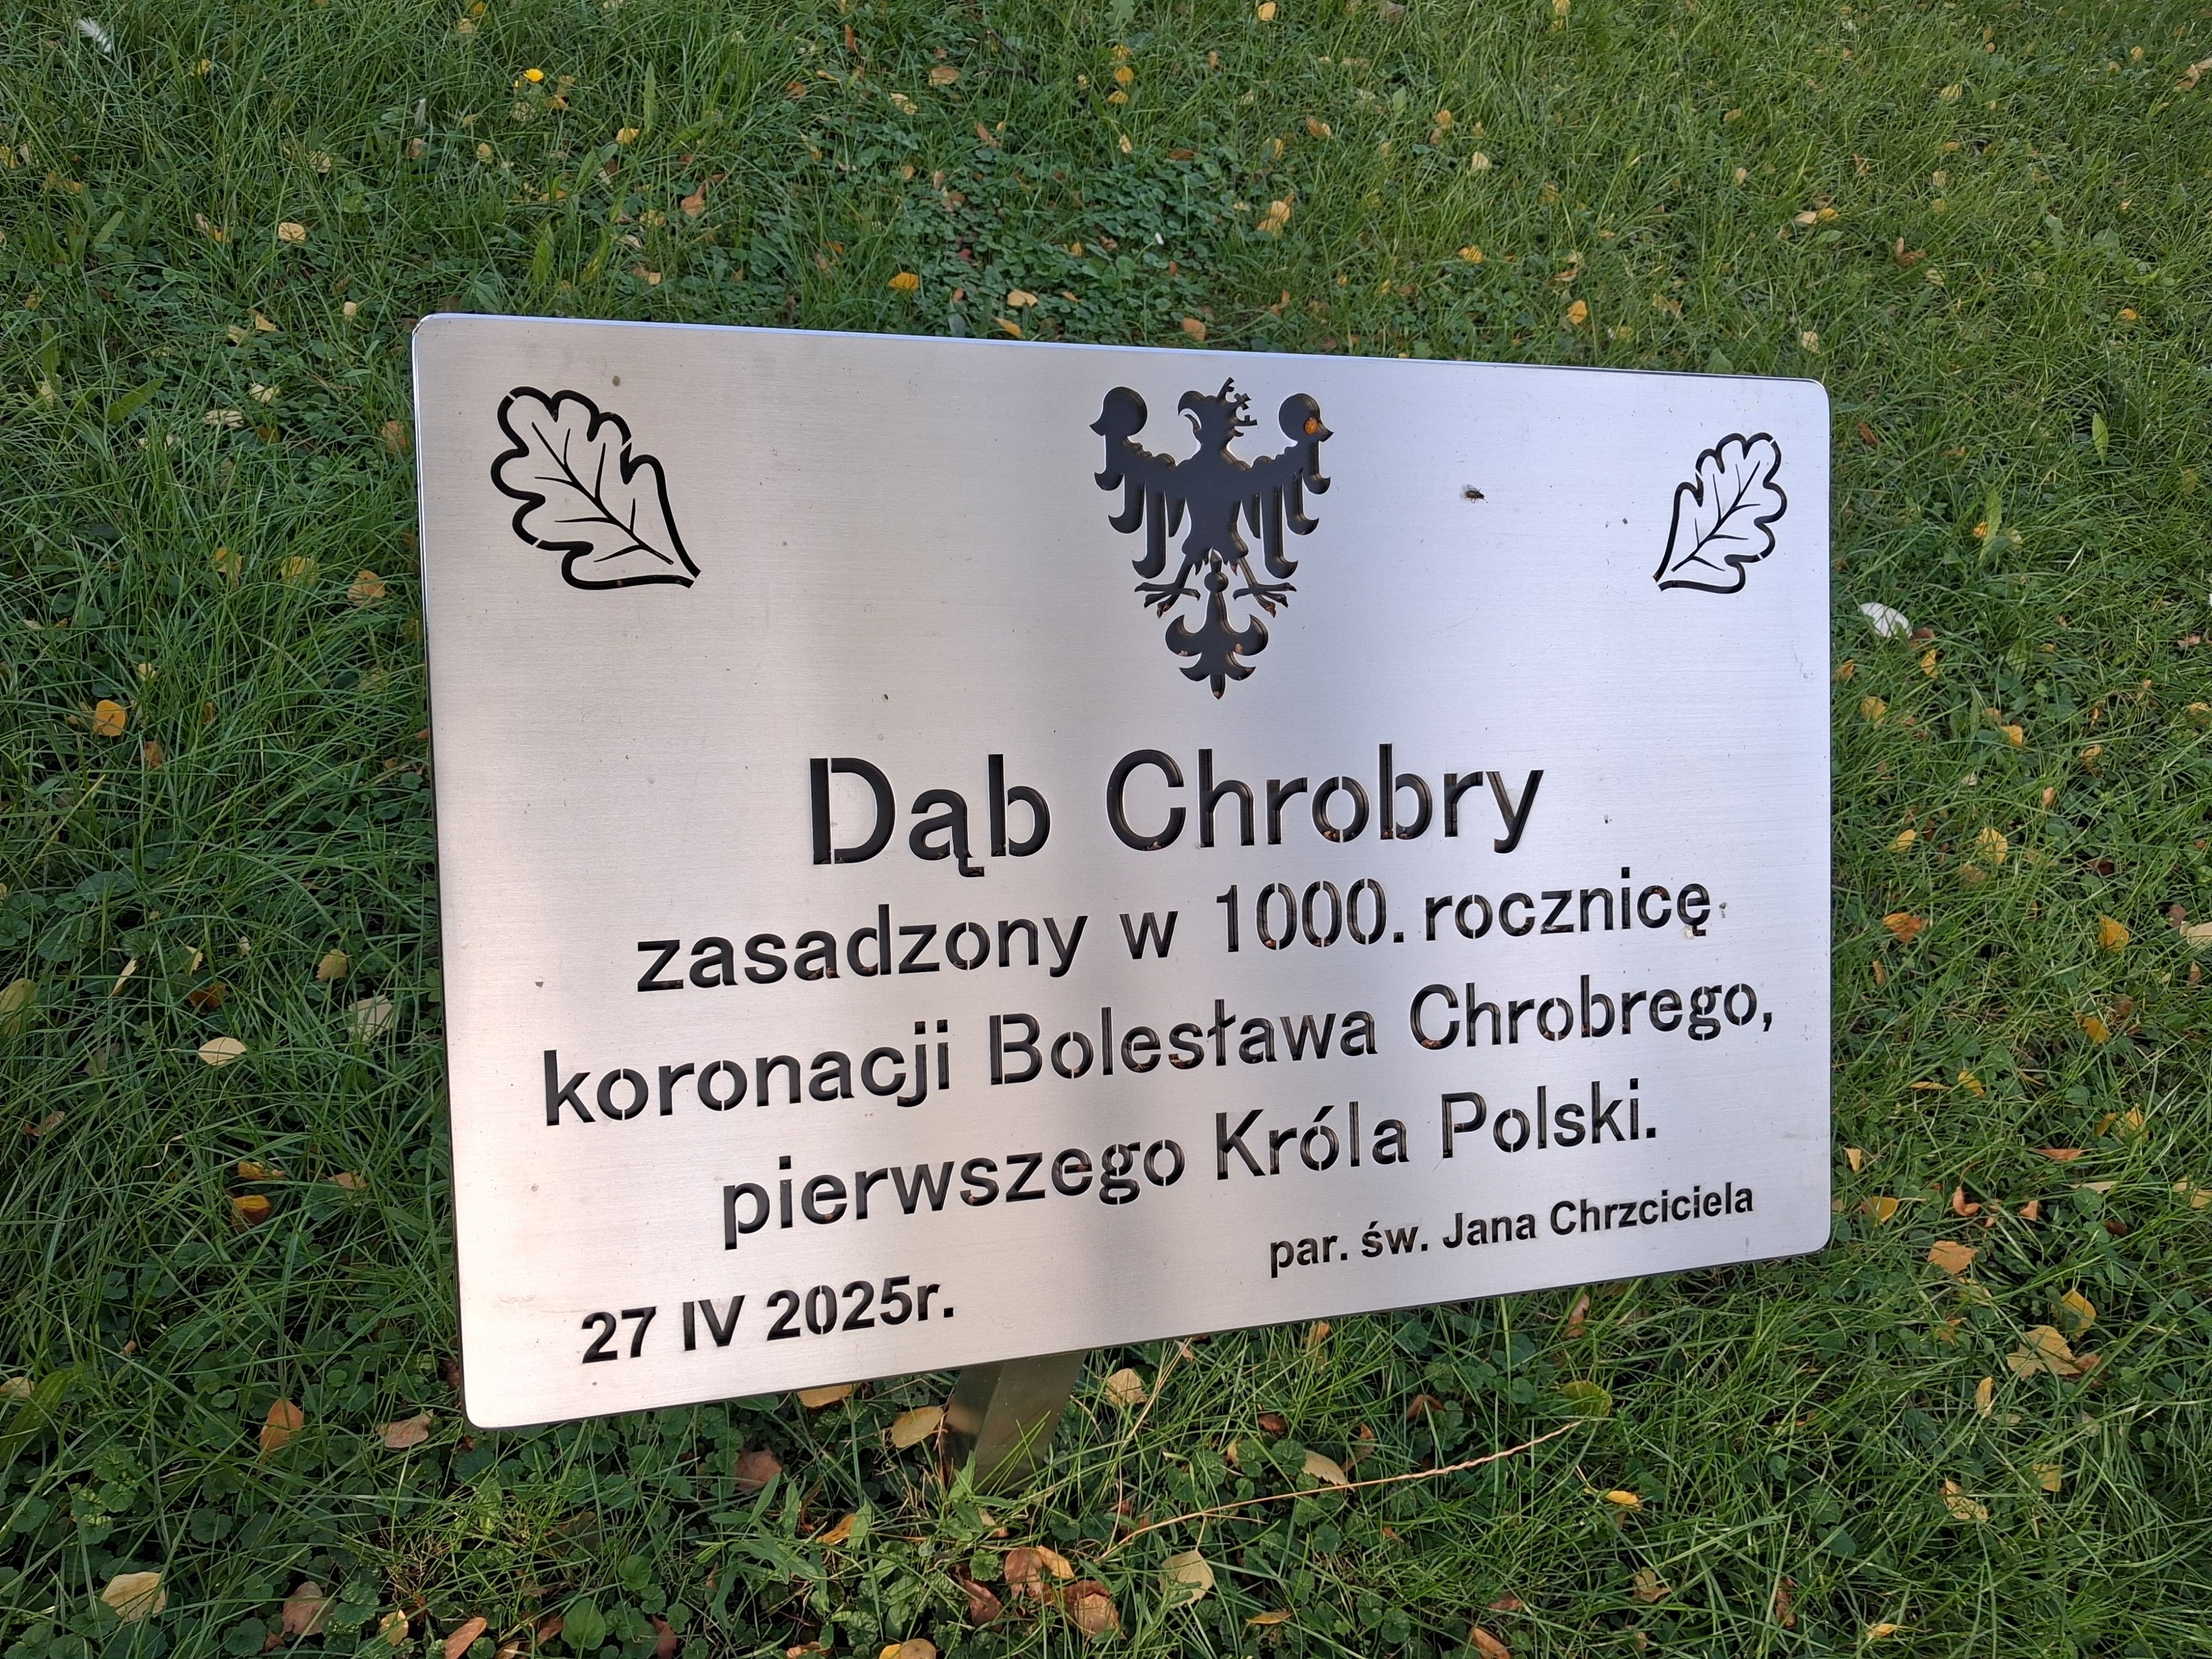 Dąb Chrobry
zasadzony w 1000. rocznicę
koronacji Bolesława Chrobrego,
pierwszego Króla Polski.
par. św. Jana Chrzciciela
27 IV 2025r.